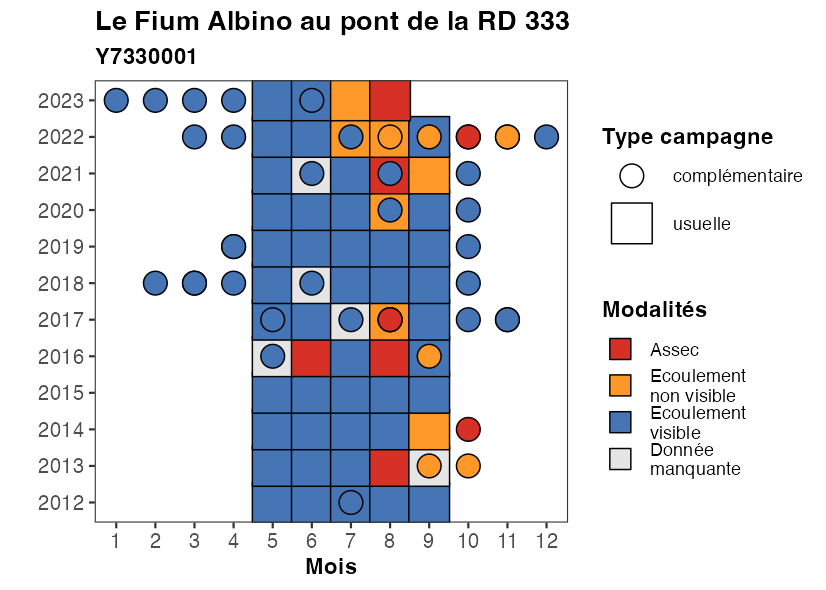 Le Fium Albino au pont de la RD 333
Y7330001
2023
2022
2021
2020
2019
2018
2017
2016
2015
2014
2013
2012
1 2 3 4 5 6 7 8 9 10 11 12
Mois
Type campagne
complémentaire
usuelle
Modalités
Assec
Ecoulement
non visible
Ecoulement
visible
Donnée
manquante